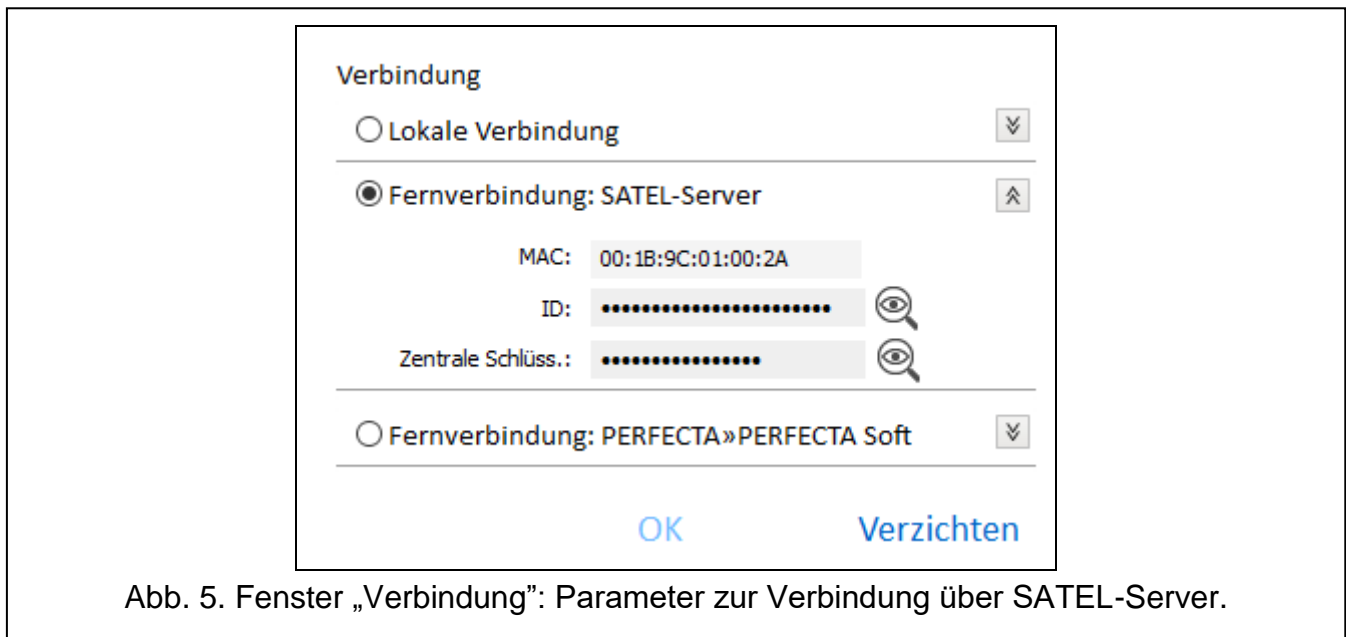 Verbindung
Lokale Verbindung
Fernverbindung: SATEL-Server
MAC: 00:1B:9C:01:00:2A
ID: •••••••••••••••••••••••
Zentrale Schlüss.: ••••••••••••••••
Fernverbindung: PERFECTA»PERFECTA Soft
OK Verzichten
Abb. 5. Fenster „Verbindung”: Parameter zur Verbindung über SATEL-Server.